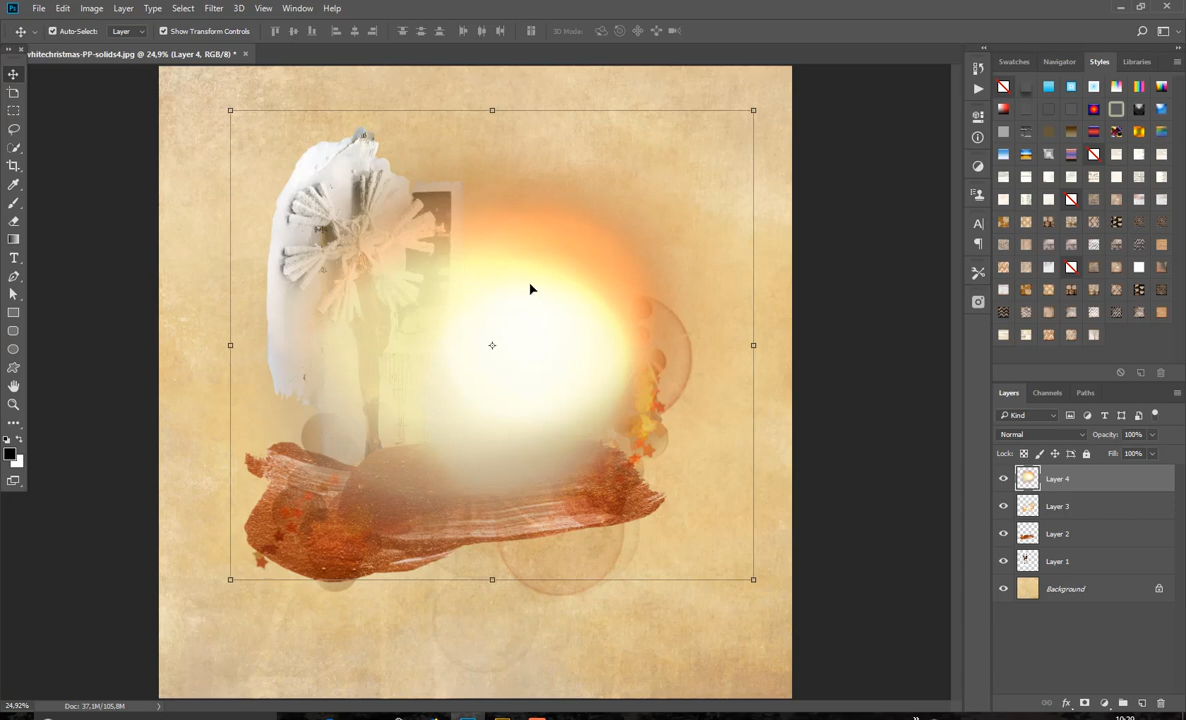 Ps File Edit Image Layer Type Select Filter 3D View Window Help
Auto-Select: Layer Show Transform Controls 3D Mode:
whitechristmas-PP-solids4.jpg @ 24,9% (Layer 4, RGB/8) *
Swatches Navigator Styles Libraries
Layers Channels Paths
Kind
Normal Opacity: 100%
Lock: Fill: 100%
Layer 4
Layer 3
Layer 2
Layer 1
Background
24,92% Doc: 37,1M/105,8M